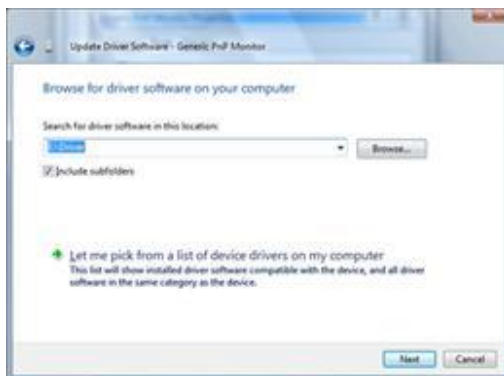 Update Driver Software - Generic PnP Monitor
Browse for driver software on your computer
Search for driver software in this location:
Browse...
Include subfolders
Let me pick from a list of device drivers on my computer
This list will show installed driver software compatible with the device, and all driver
software in the same category as the device.
Next
Cancel